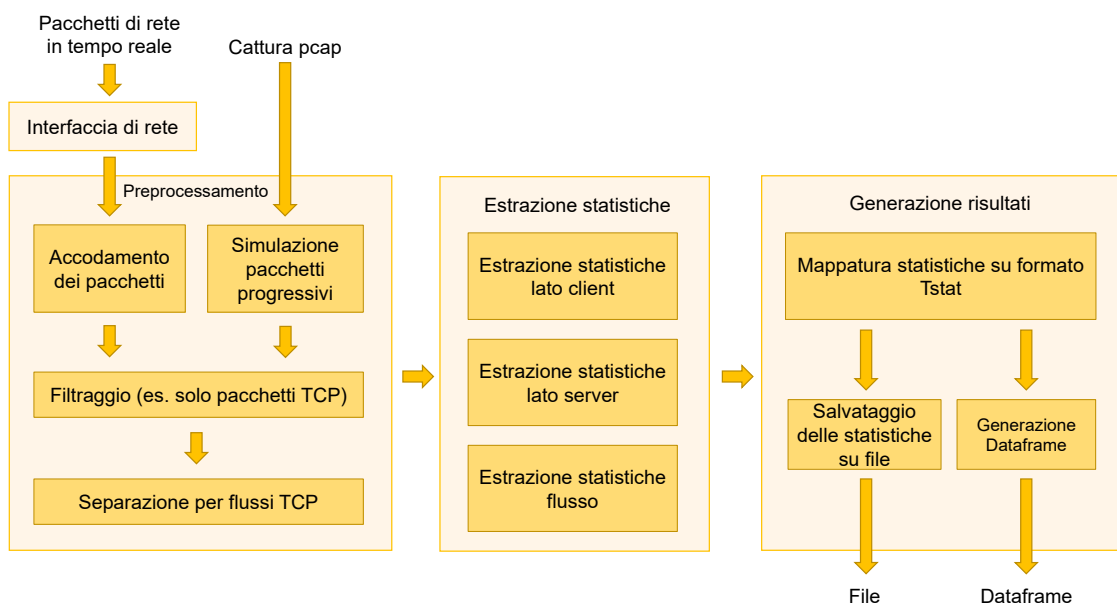 Pacchetti di rete
in tempo reale
Cattura pcap
Interfaccia di rete
Preprocessamento
Accodamento
dei pacchetti
Simulazione
pacchetti
progressivi
Filtraggio (es. solo pacchetti TCP)
Separazione per flussi TCP
Estrazione statistiche
Estrazione statistiche
lato client
Estrazione statistiche
lato server
Estrazione statistiche
flusso
Generazione risultati
Mappatura statistiche su formato
Tstat
Salvataggio
delle statistiche
su file
Generazione
Dataframe
File
Dataframe